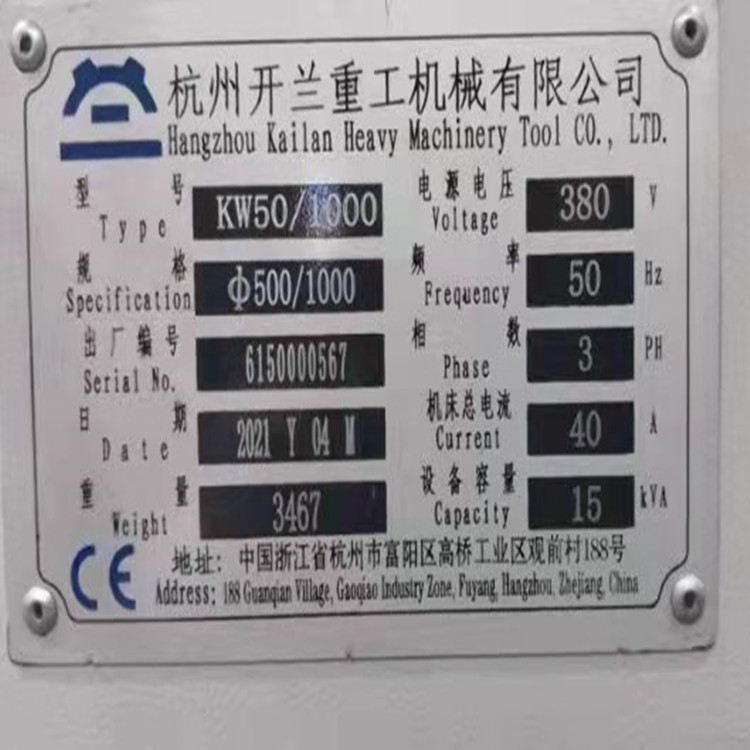 杭州开兰重工机械有限公司
Hangzhou Kailan Heavy Machinery Tool CO., LTD.
型号 Type KW50/1000
规格 Specification Φ500/1000
出厂编号 Serial No. 6150000567
日期 Date 2021 Y 04 M
重量 Weight 3467
电源电压 Voltage 380 V
频率 Frequency 50 Hz
相数 Phase 3 PH
机床总电流 Current 40 A
设备容量 Capacity 15 kVA
CE
地址: 中国浙江省杭州市富阳区高桥工业区观前村188号
Address: 188 Guanqian Village, Gaoqiao Industry Zone, Fuyang, Hangzhou, Zhejiang, China